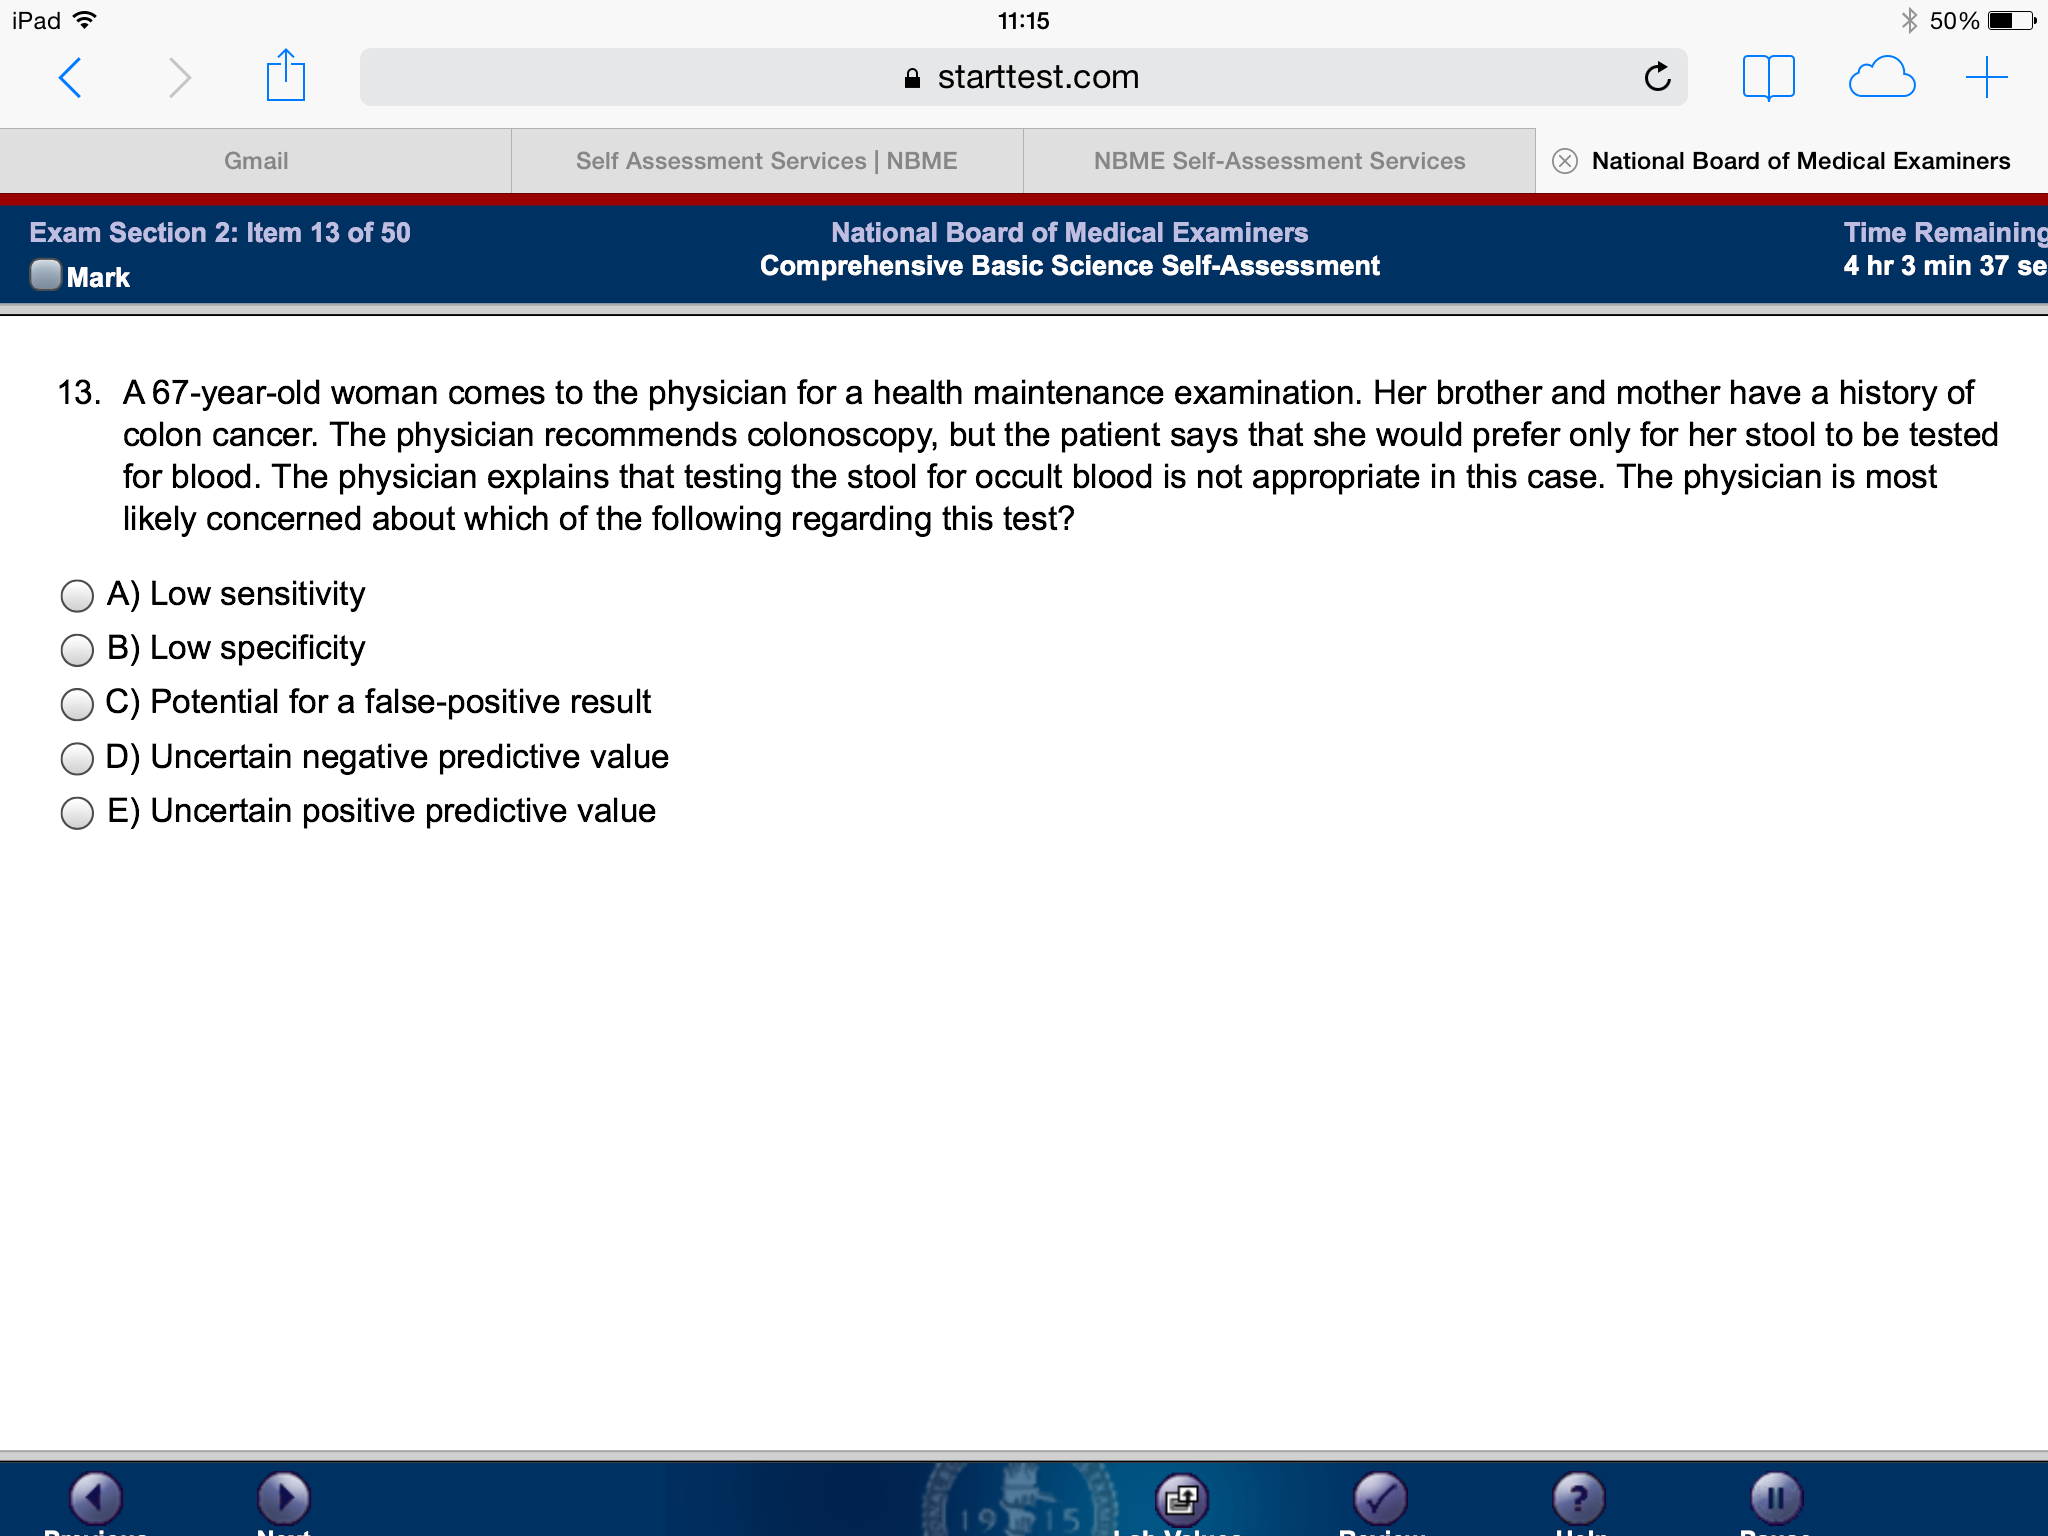 iPad 11:15 50%
starttest.com
Gmail Self Assessment Services | NBME NBME Self-Assessment Services National Board of Medical Examiners
Exam Section 2: Item 13 of 50 National Board of Medical Examiners Time Remaining
Mark Comprehensive Basic Science Self-Assessment 4 hr 3 min 37 se
13. A 67-year-old woman comes to the physician for a health maintenance examination. Her brother and mother have a history of
colon cancer. The physician recommends colonoscopy, but the patient says that she would prefer only for her stool to be tested
for blood. The physician explains that testing the stool for occult blood is not appropriate in this case. The physician is most
likely concerned about which of the following regarding this test?
A) Low sensitivity
B) Low specificity
C) Potential for a false-positive result
D) Uncertain negative predictive value
E) Uncertain positive predictive value
1915